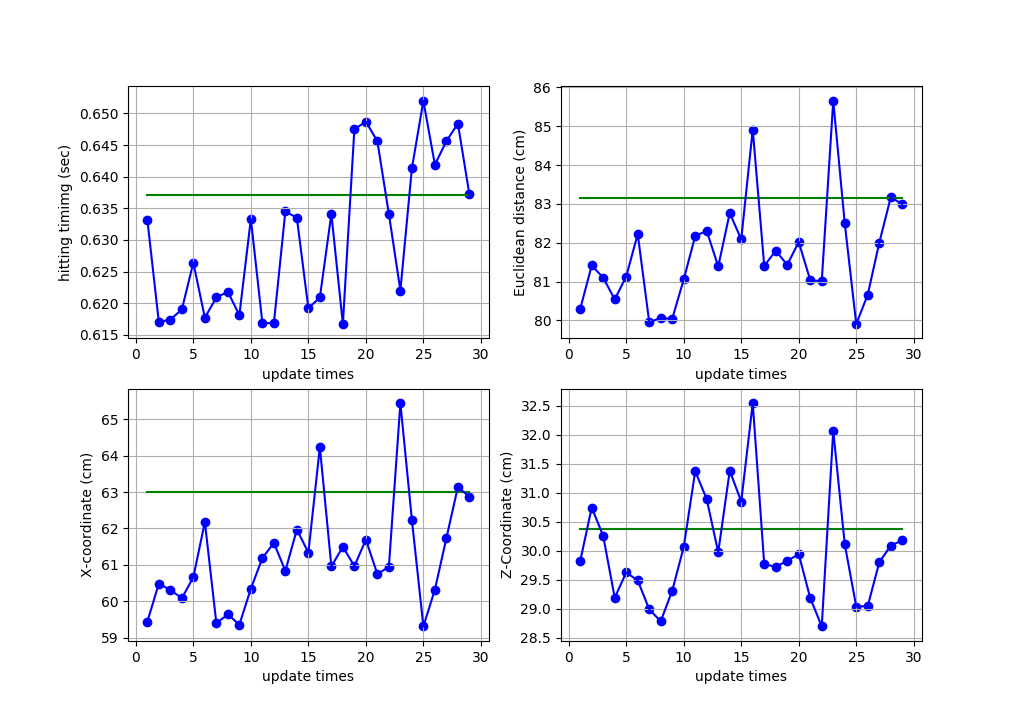 0.650
0.645
0.640
0.635
0.630
0.625
0.620
0.615
hitting timimg (sec)
0 5 10 15 20 25 30
update times
86
85
84
83
82
81
80
Euclidean distance (cm)
0 5 10 15 20 25 30
update times
65
64
63
62
61
60
59
X-coordinate (cm)
0 5 10 15 20 25 30
update times
32.5
32.0
31.5
31.0
30.5
30.0
29.5
29.0
28.5
Z-Coordinate (cm)
0 5 10 15 20 25 30
update times